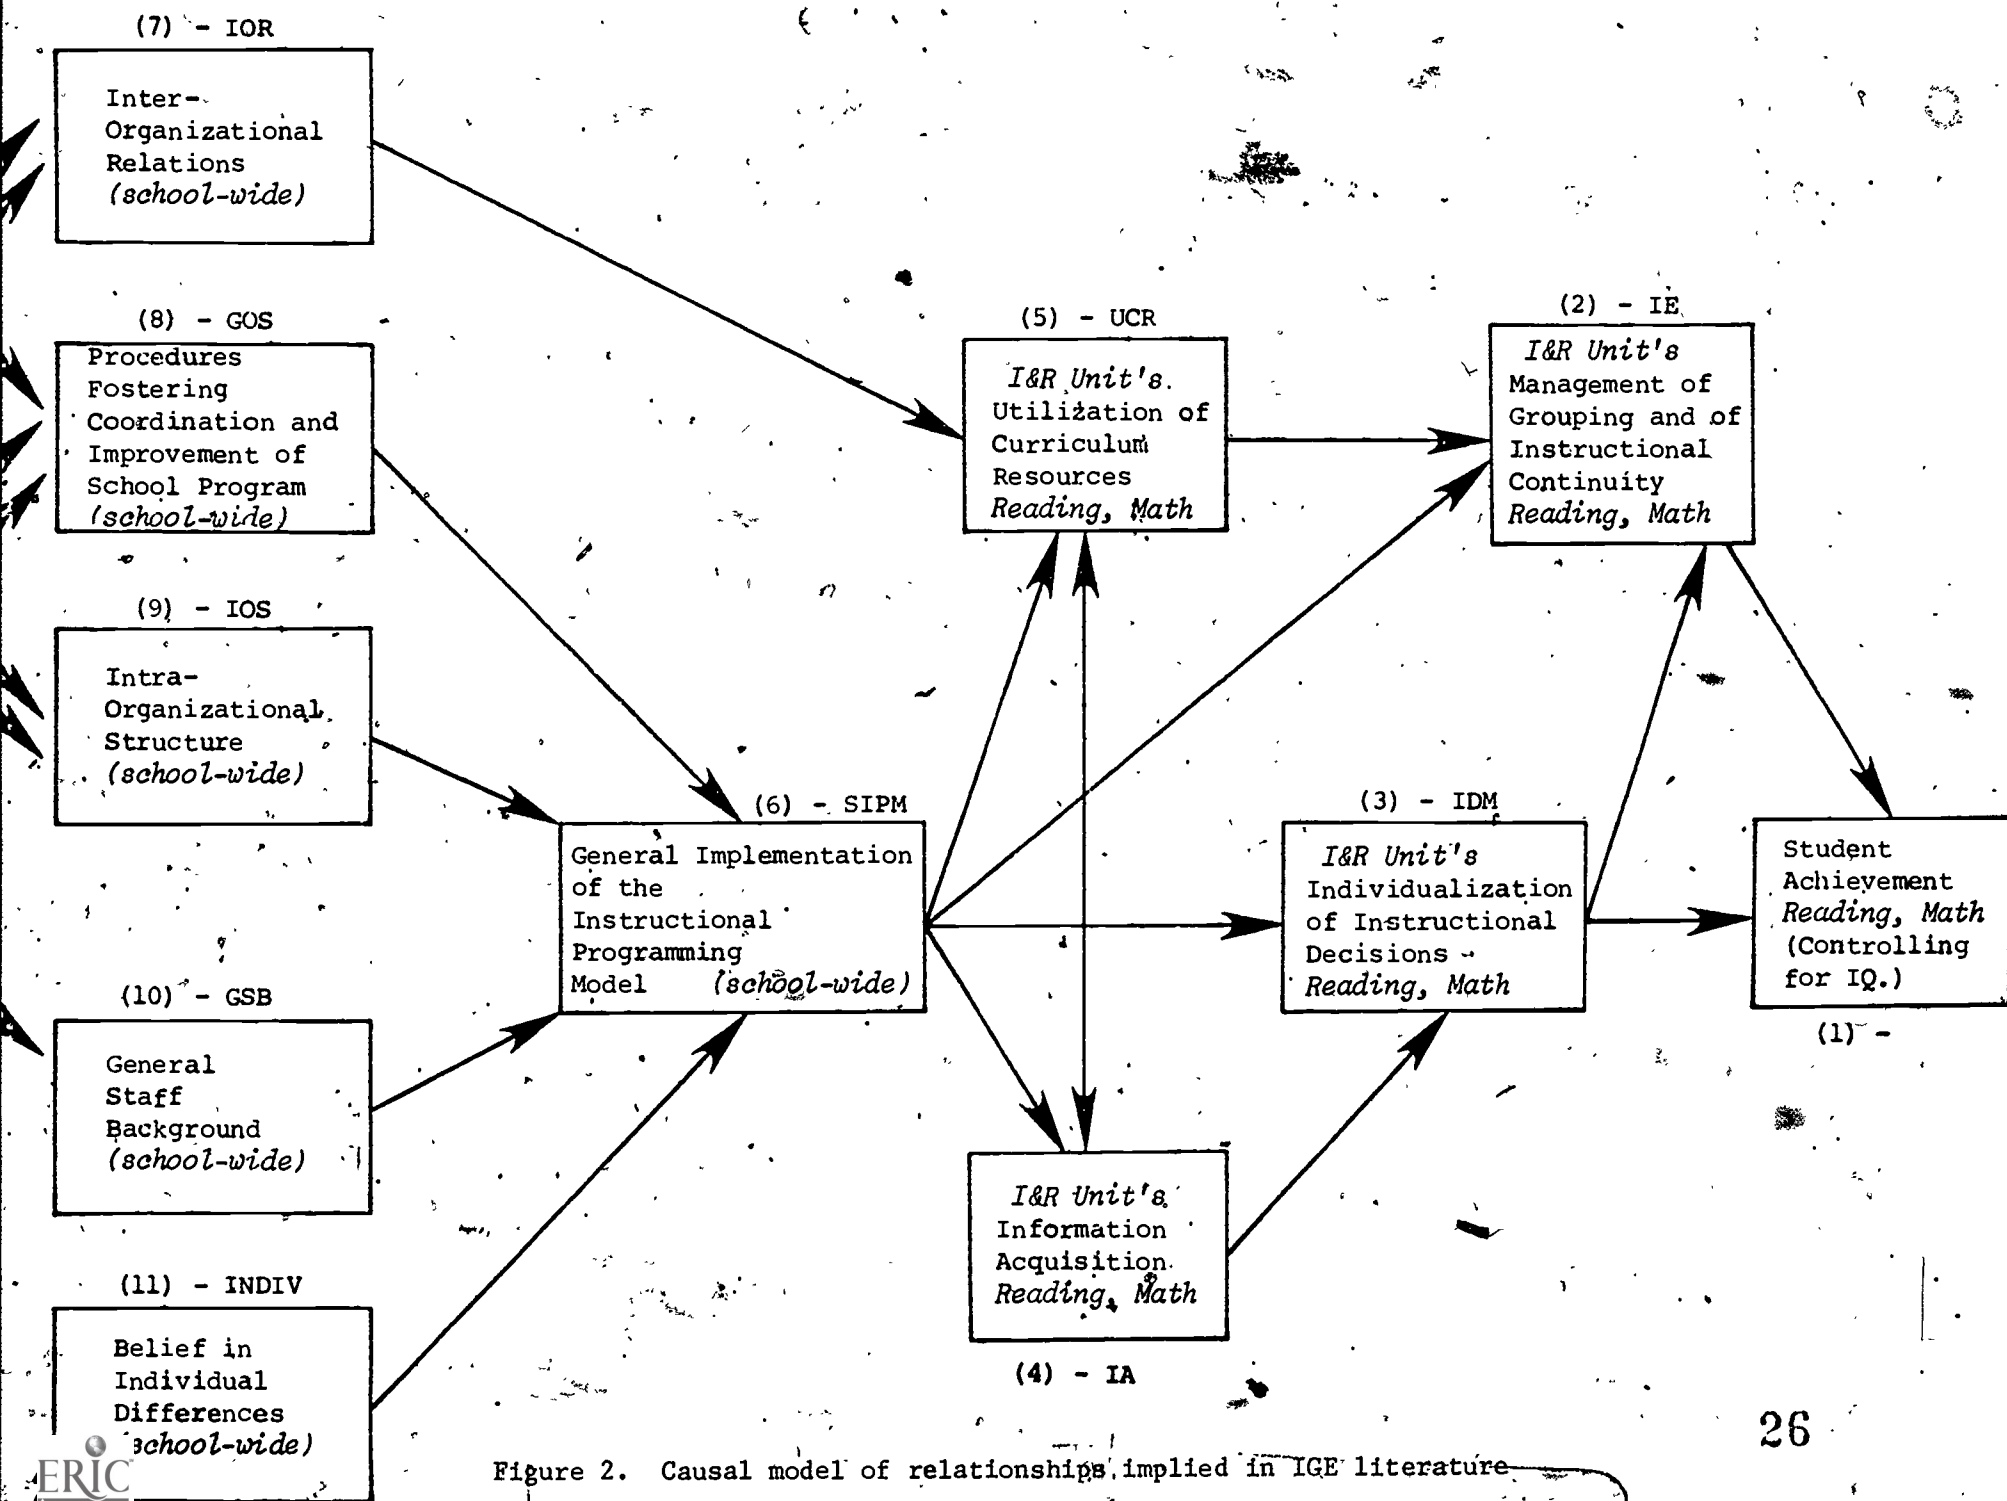 (7) - IOR
Inter-
Organizational
Relations
(school-wide)
(8) - GOS
Procedures
Fostering
Coordination and
Improvement of
School Program
(school-wide)
(9) - IOS
Intra-
Organizational
Structure
(school-wide)
(10) - GSB
General
Staff
Background
(school-wide)
(11) - INDIV
Belief in
Individual
Differences
school-wide)
(6) - SIPM
General Implementation
of the
Instructional
Programming
Model (school-wide)
(5) - UCR
I&R Unit's
Utilization of
Curriculum
Resources
Reading, Math
I&R Unit's
Information
Acquisition
Reading, Math
(4) - IA
(3) - IDM
I&R Unit's
Individualization
of Instructional
Decisions -
Reading, Math
(2) - IE
I&R Unit's
Management of
Grouping and of
Instructional
Continuity
Reading, Math
Student
Achievement
Reading, Math
(Controlling
for IQ.)
(1) -
26
Figure 2. Causal model of relationships implied in IGE literature
ERIC